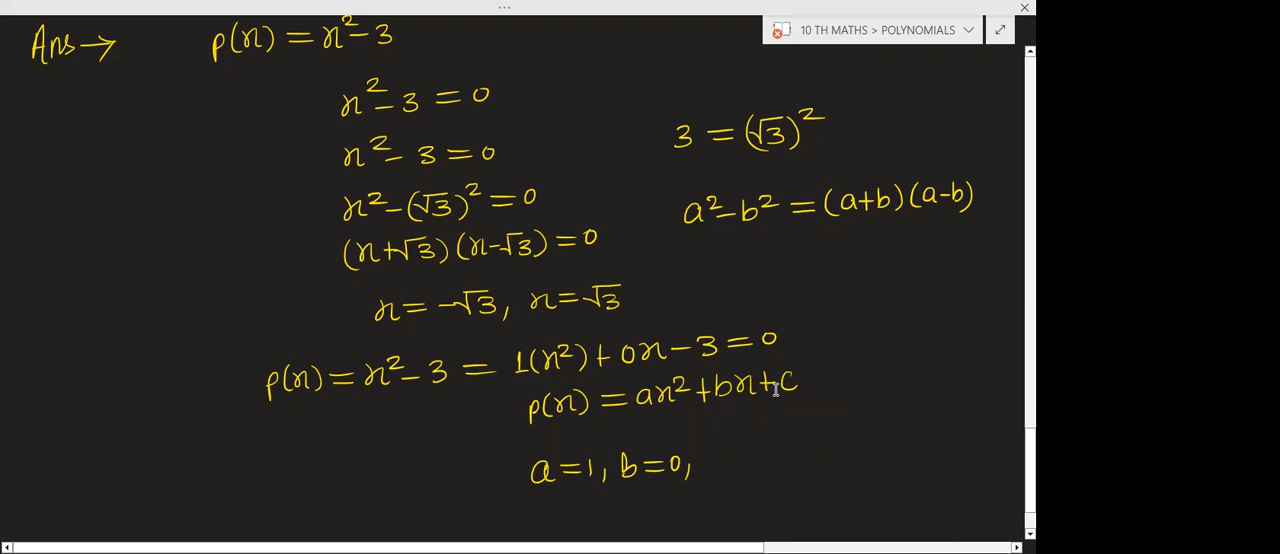 10 TH MATHS > POLYNOMIALS
Ans → p(x) = x² - 3
x² - 3 = 0
x² - 3 = 0
x² - (√3)² = 0
(x+√3)(x-√3) = 0
x = -√3, x = √3
3 = (√3)²
a² - b² = (a+b)(a-b)
p(x) = x² - 3 = 1(x²) + 0x - 3 = 0
p(x) = ax² + bx + c
a = 1, b = 0,